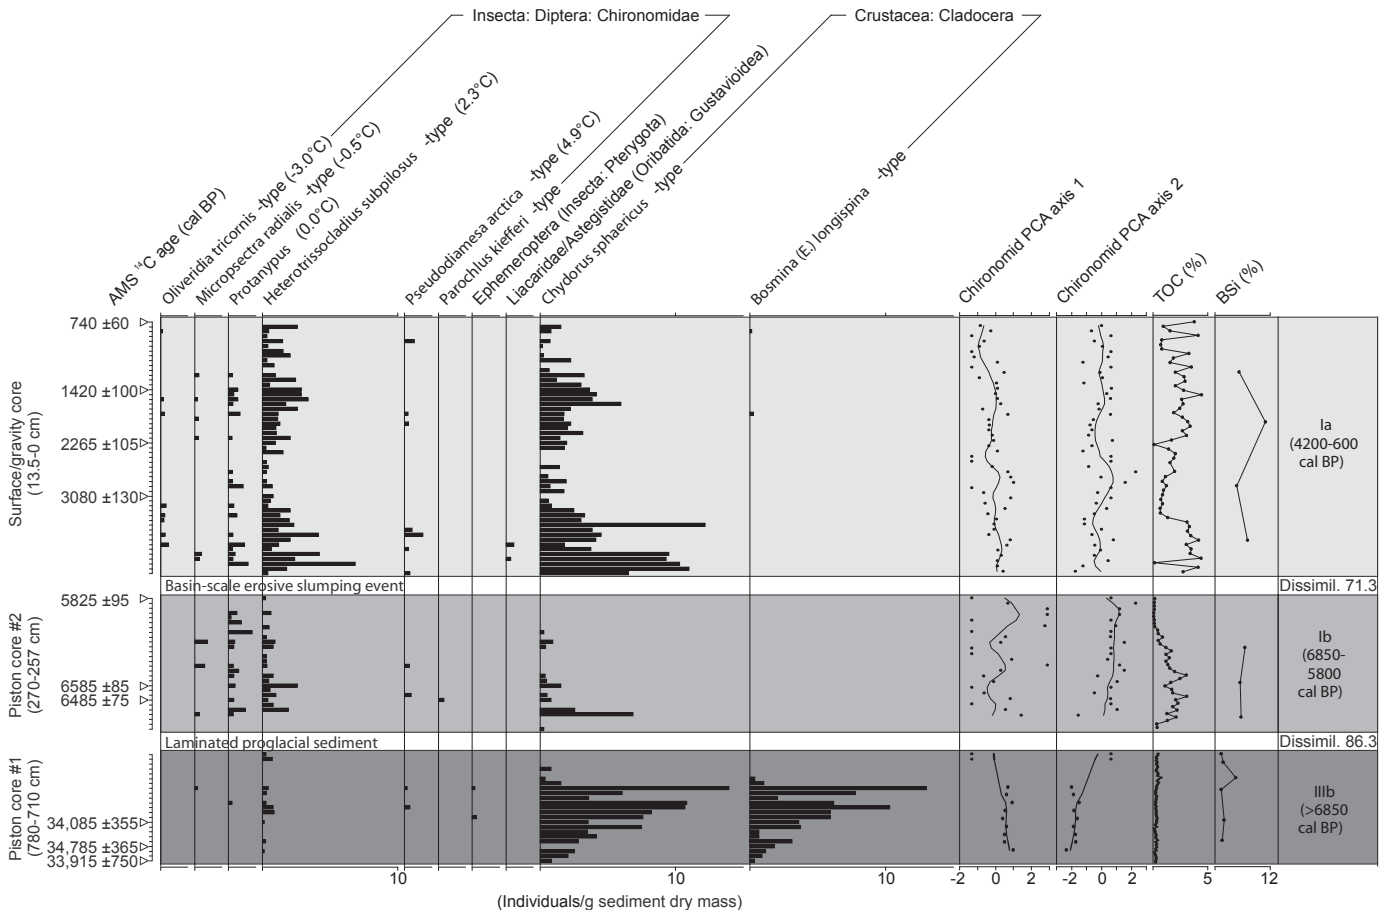 Insecta: Diptera: Chironomidae
Crustacea: Cladocera
AMS ¹⁴C age (cal BP)
Oliveridia tricornis -type (-3.0°C)
Micropsectra radialis -type (-0.5°C)
Protanypus (0.0°C)
Heterotrissocladius subpilosus -type (2.3°C)
Pseudodiamesa arctica -type (4.9°C)
Parochlus kiefferi -type
Ephemeroptera (Insecta: Pterygota)
Liacaridae/Astegistidae (Oribatida: Gustavioidea)
Chydorus sphaericus -type
Bosmina (E.) longispina -type
Chironomid PCA axis 1
Chironomid PCA axis 2
TOC (%)
BSi (%)
Surface/gravity core
(13.5-0 cm)
740 ±60
1420 ±100
2265 ±105
3080 ±130
Ia
(4200-600
cal BP)
Basin-scale erosive slumping event
Dissimil. 71.3
Piston core #2
(270-257 cm)
5825 ±95
6585 ±85
6485 ±75
Ib
(6850-
5800
cal BP)
Laminated proglacial sediment
Dissimil. 86.3
Piston core #1
(780-710 cm)
34,085 ±355
34,785 ±365
33,915 ±750
IIIb
(>6850
cal BP)
10 10 10 -2 0 2 -2 0 2 5 12
(Individuals/g sediment dry mass)